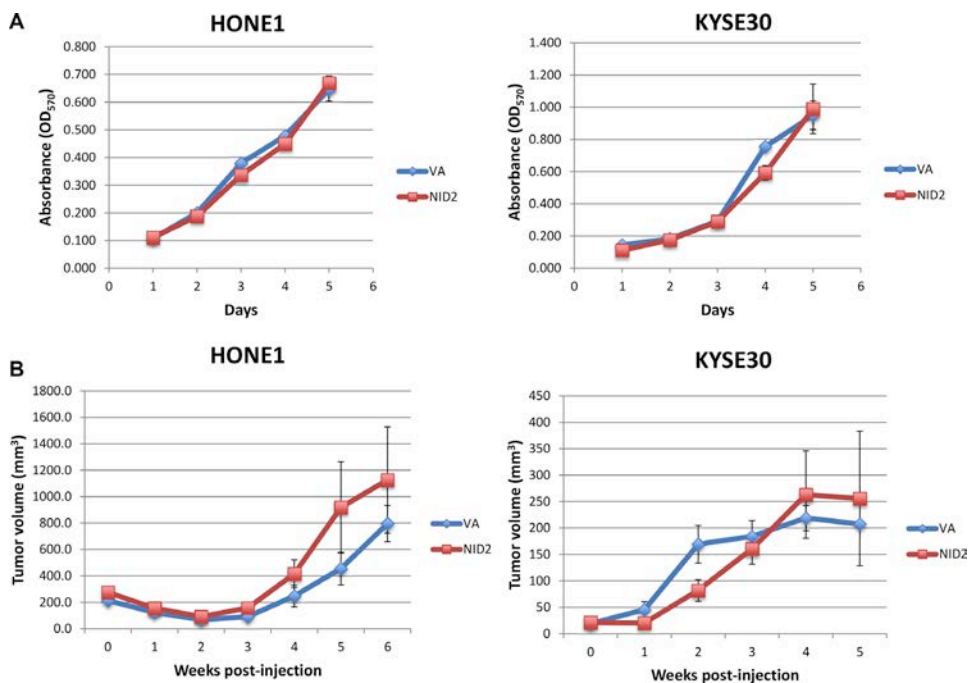 A
HONE1
Absorbance (OD570)
0.800
0.700
0.600
0.500
0.400
0.300
0.200
0.100
0.000
0 1 2 3 4 5 6
Days
VA
NID2
KYSE30
Absorbance (OD570)
1.400
1.200
1.000
0.800
0.600
0.400
0.200
0.000
0 1 2 3 4 5 6
Days
VA
NID2
B
HONE1
Tumor volume (mm³)
1800.0
1600.0
1400.0
1200.0
1000.0
800.0
600.0
400.0
200.0
0.0
0 1 2 3 4 5 6
Weeks post-injection
VA
NID2
KYSE30
Tumor volume (mm³)
450
400
350
300
250
200
150
100
50
0
0 1 2 3 4 5
Weeks post-injection
VA
NID2